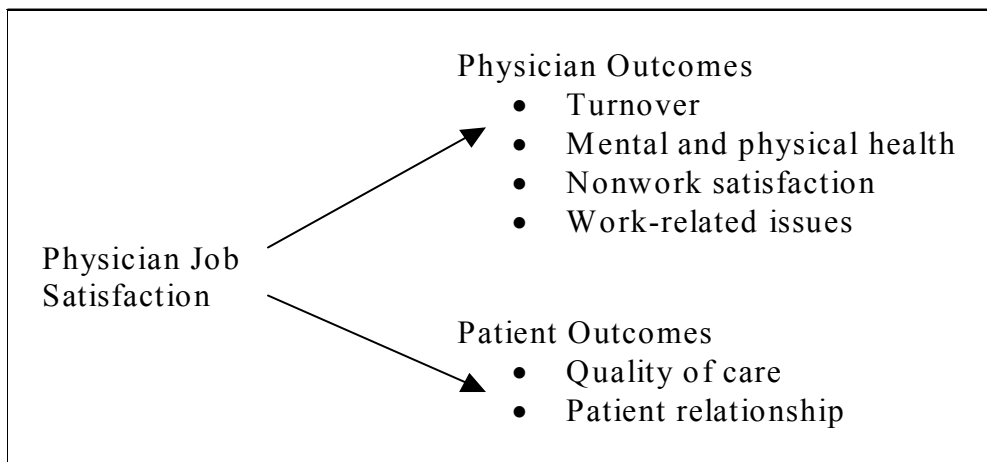 Physician Outcomes
• Turnover
• Mental and physical health
• Nonwork satisfaction
• Work-related issues
Physician Job
Satisfaction
Patient Outcomes
• Quality of care
• Patient relationship